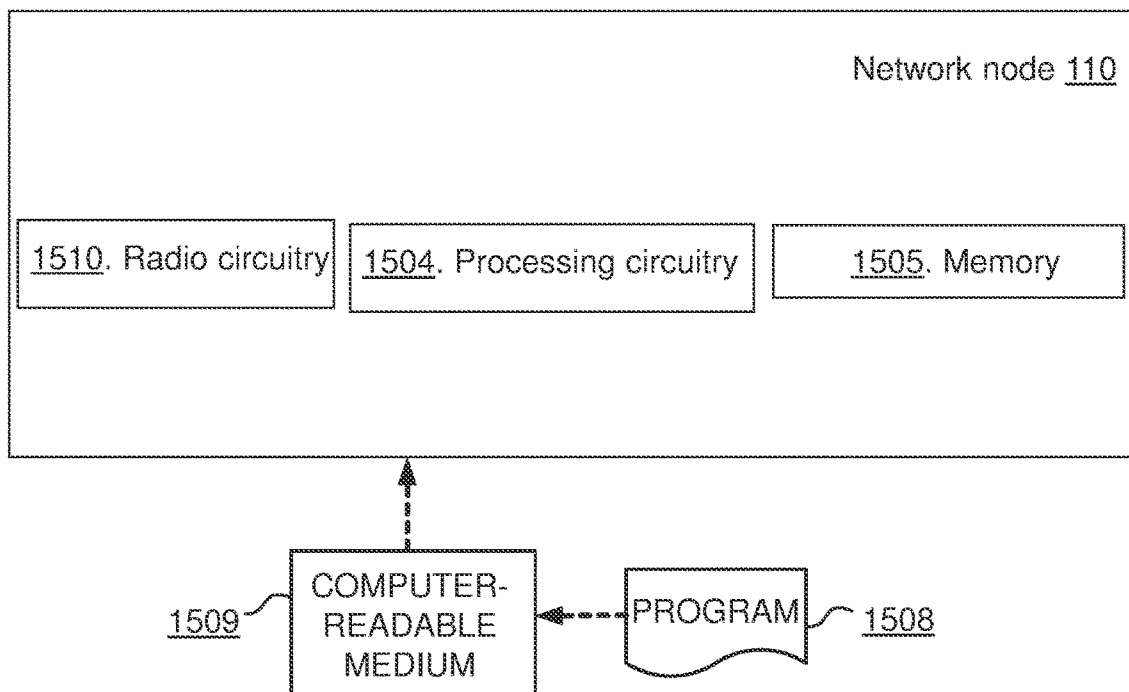 Network node 110
1510. Radio circuitry
1504. Processing circuitry
1505. Memory
1509
COMPUTER-
READABLE
MEDIUM
PROGRAM
1508